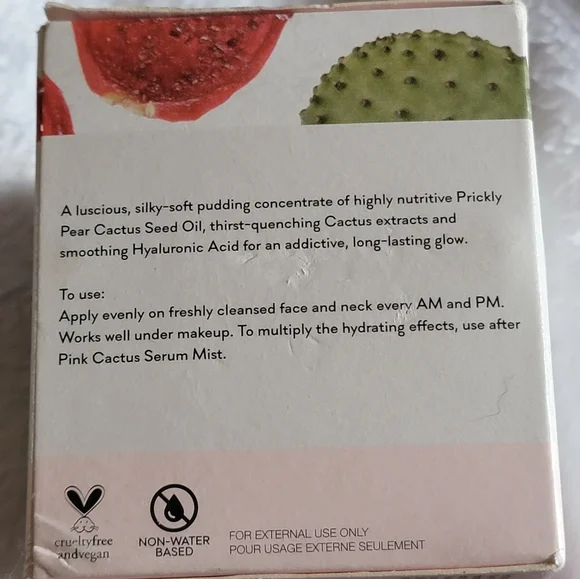 A luscious, silky-soft pudding concentrate of highly nutritive Prickly
Pear Cactus Seed Oil, thirst-quenching Cactus extracts and
smoothing Hyaluronic Acid for an addictive, long-lasting glow.
To use:
Apply evenly on freshly cleansed face and neck every AM and PM.
Works well under makeup. To multiply the hydrating effects, use after
Pink Cactus Serum Mist.
crueltyfree
andvegan
NON-WATER
BASED
FOR EXTERNAL USE ONLY
POUR USAGE EXTERNE SEULEMENT